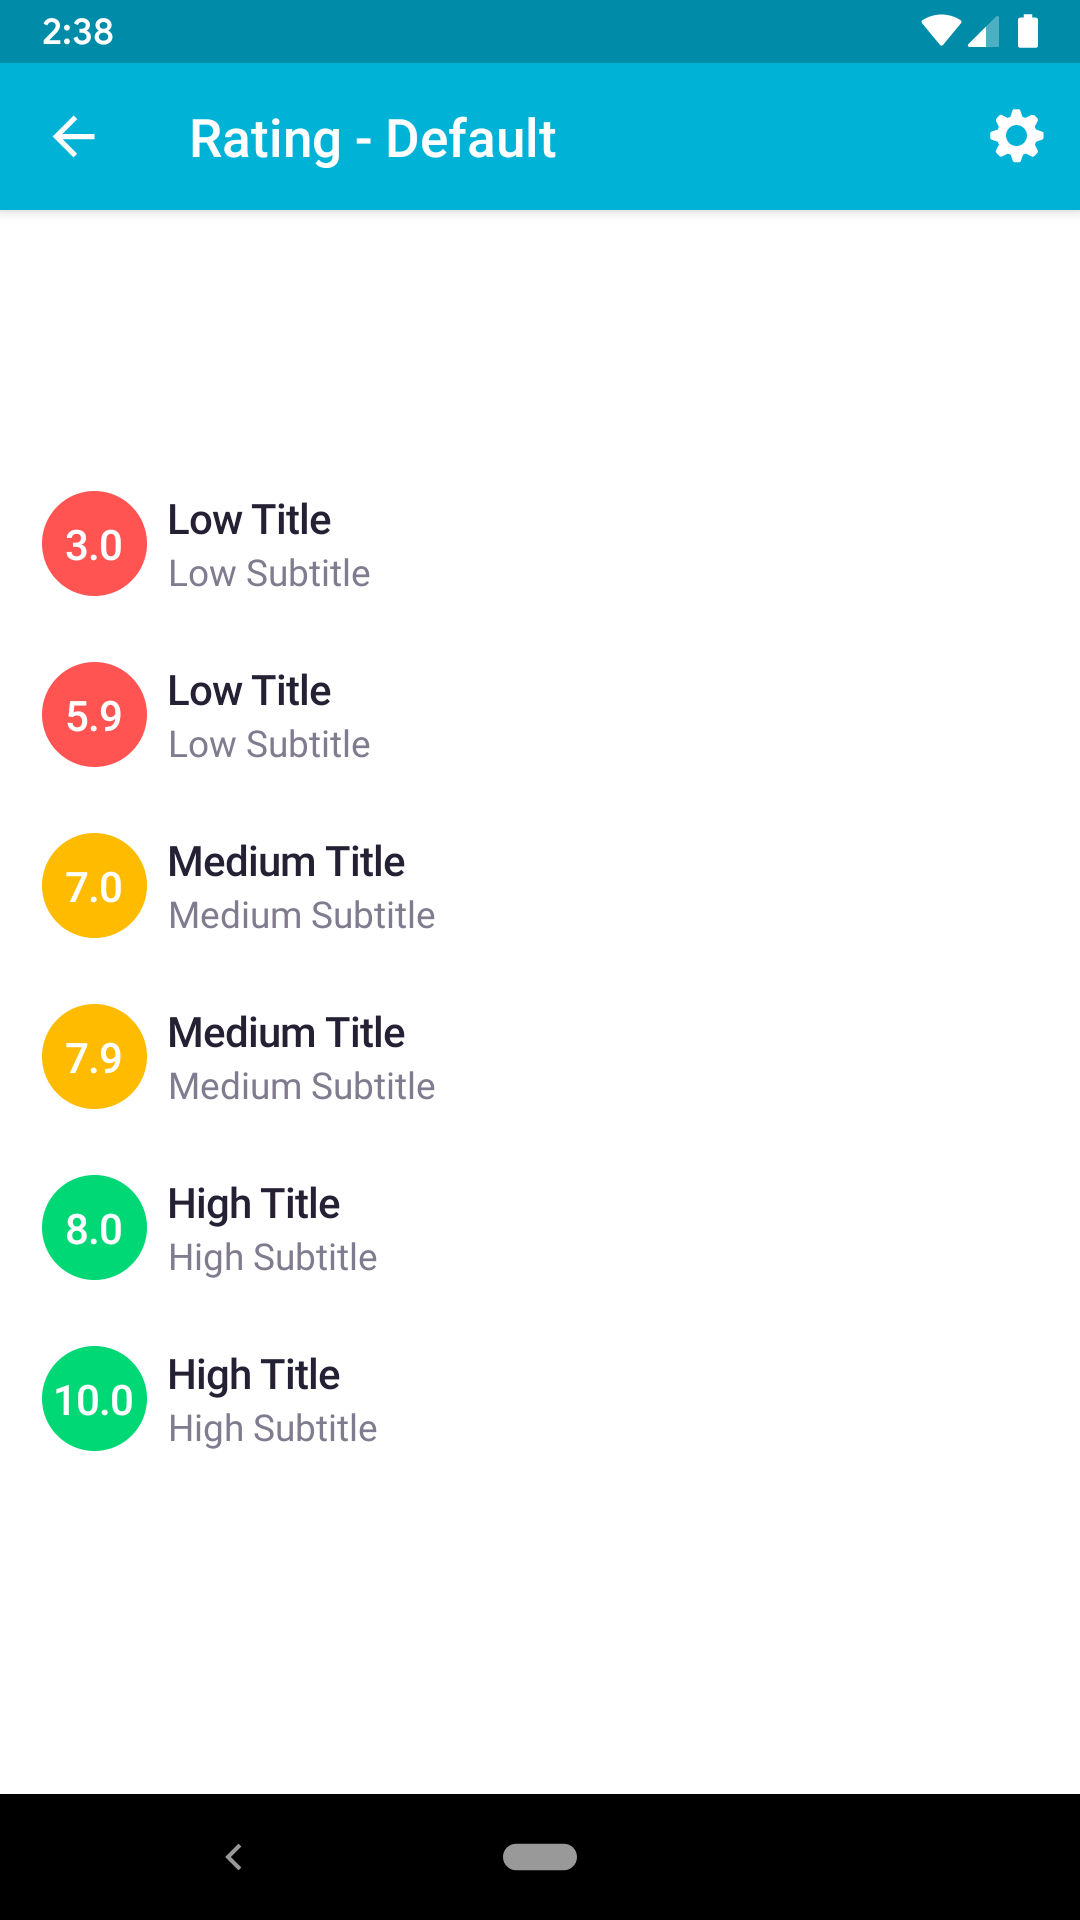 2:38
Rating - Default
3.0
Low Title
Low Subtitle
5.9
Low Title
Low Subtitle
7.0
Medium Title
Medium Subtitle
7.9
Medium Title
Medium Subtitle
8.0
High Title
High Subtitle
10.0
High Title
High Subtitle